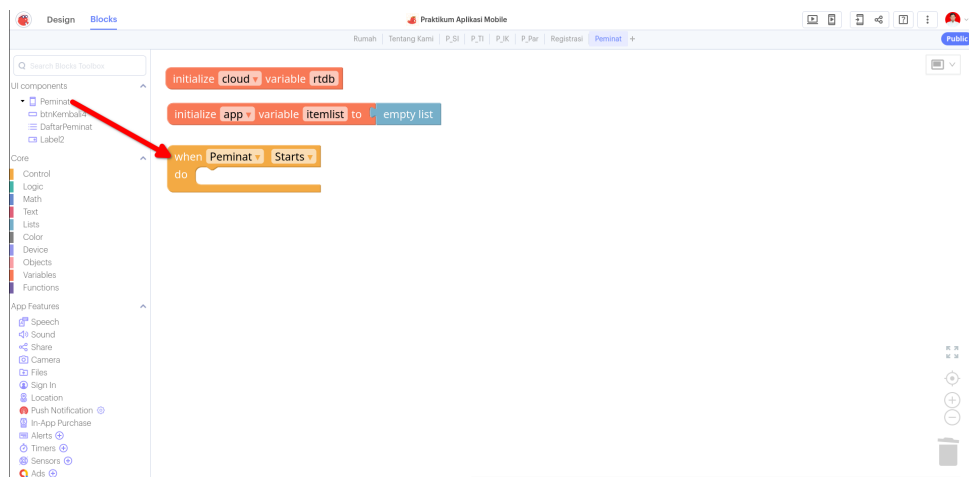 Design Blocks Praktikum Aplikasi Mobile
Rumah Tentang Kami P_SI P_TI P_IK P_Par Registrasi Peminat +
Public
Search Blocks Toolbox
UI components
Peminat
btnKembali4
DaftarPeminat
Label2
Core
Control
Logic
Math
Text
Lists
Color
Device
Objects
Variables
Functions
App Features
Speech
Sound
Share
Camera
Files
Sign In
Location
Push Notification
In-App Purchase
Alerts
Timers
Sensors
Ads
initialize cloud variable rtdb
initialize app variable itemlist to empty list
when Peminat Starts
do